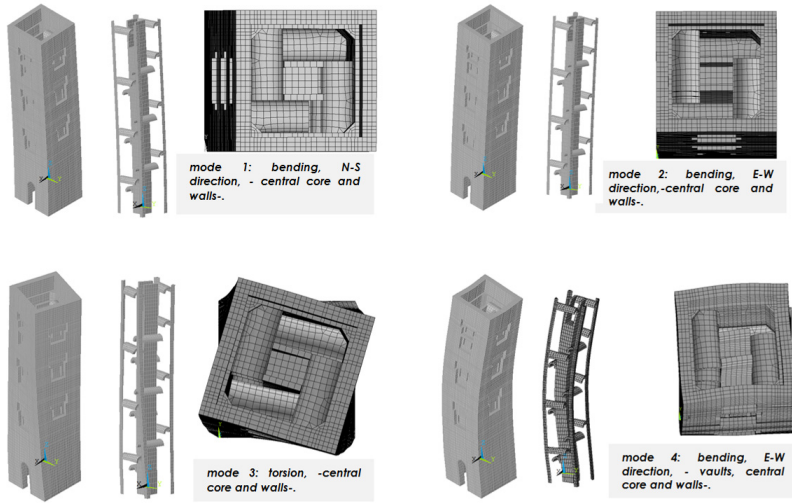 mode 1: bending, N-S
direction, - central core and
walls-.
mode 2: bending, E-W
direction,-central core and
walls-.
mode 3: torsion, -central
core and walls-.
mode 4: bending, E-W
direction, - vaults, central
core and walls-.